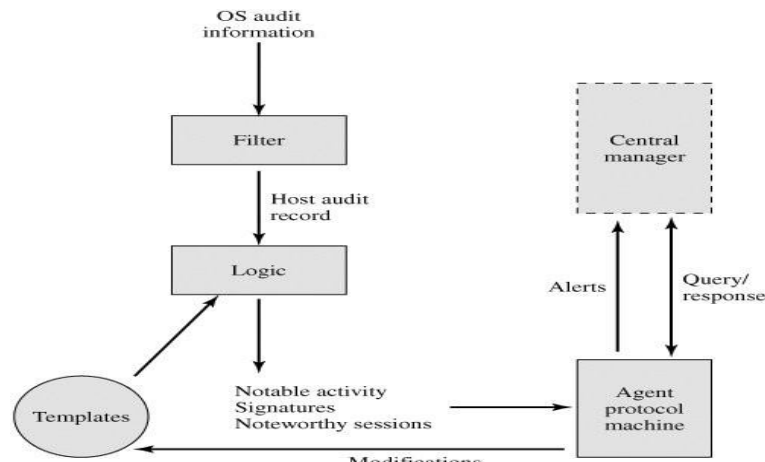 OS audit
information
Filter
Central
manager
Host audit
record
Logic
Alerts
Query/
response
Notable activity
Signatures
Noteworthy sessions
Templates
Agent
protocol
machine
Modifications